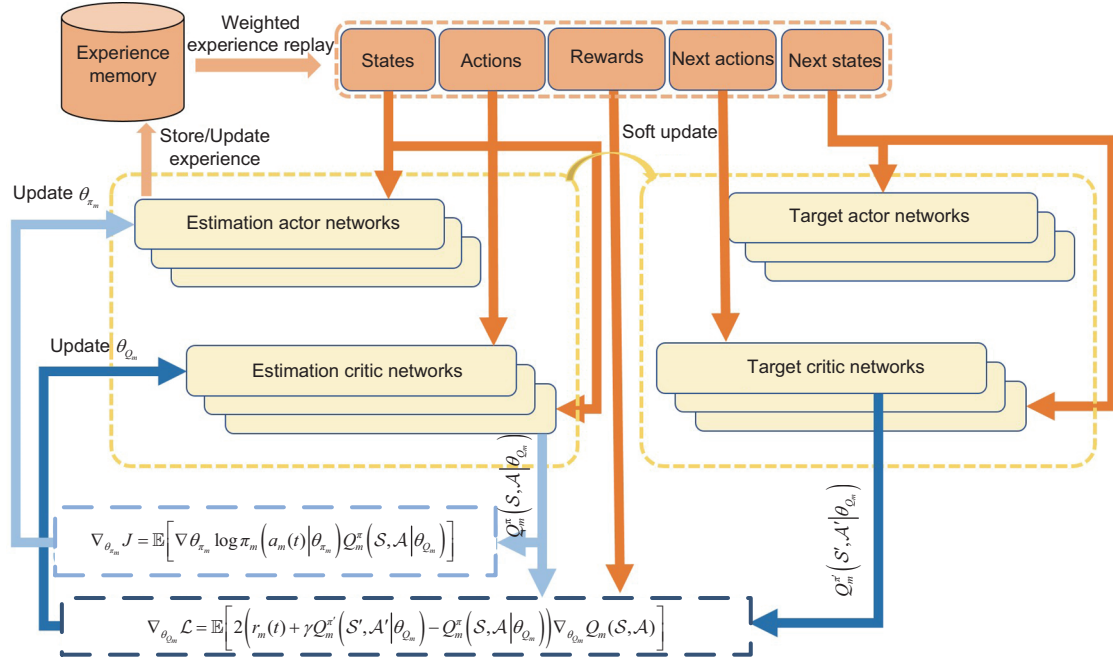 Experience
memory
Weighted
experience replay
States
Actions
Rewards
Next actions
Next states
Store/Update
experience
Soft update
Update θ_{π_m}
Estimation actor networks
Target actor networks
Update θ_{Q_m}
Estimation critic networks
Target critic networks
Q_m^π(𝒮,𝒜|θ_{Q_m})
Q_m^{π'}(𝒮′,𝒜′|θ_{Q_m})
∇_{θ_{π_m}} J = 𝔼[∇θ_{π_m} log π_m(a_m(t)|θ_{π_m}) Q_m^π(𝒮,𝒜|θ_{Q_m})]
∇_{θ_{Q_m}} ℒ = 𝔼[2(r_m(t) + γQ_m^{π'}(𝒮′,𝒜′|θ_{Q_m}) − Q_m^π(𝒮,𝒜|θ_{Q_m}))∇_{θ_{Q_m}} Q_m(𝒮,𝒜)]